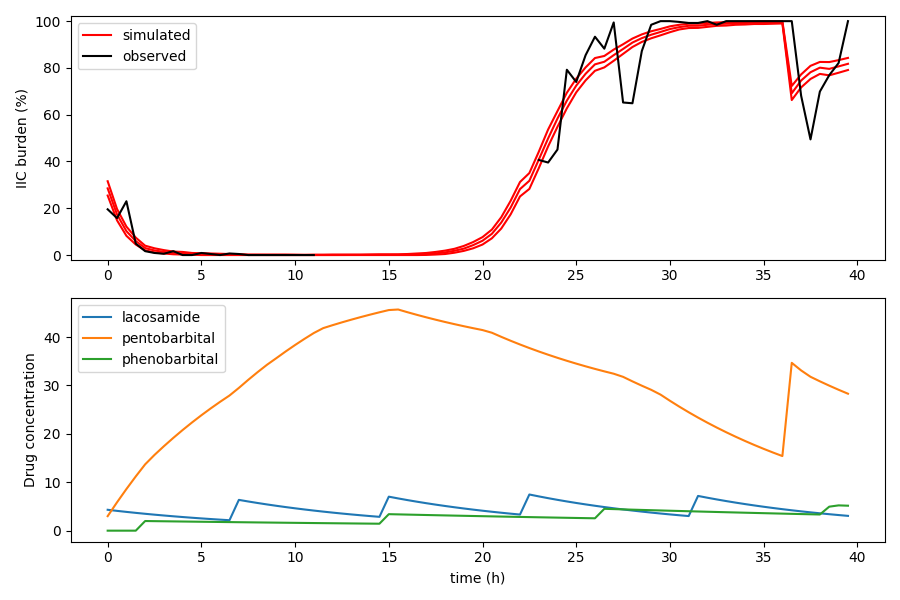 100
80
60
40
20
0
IIC burden (%)
simulated
observed
0 5 10 15 20 25 30 35 40
40
30
20
10
0
Drug concentration
lacosamide
pentobarbital
phenobarbital
0 5 10 15 20 25 30 35 40
time (h)